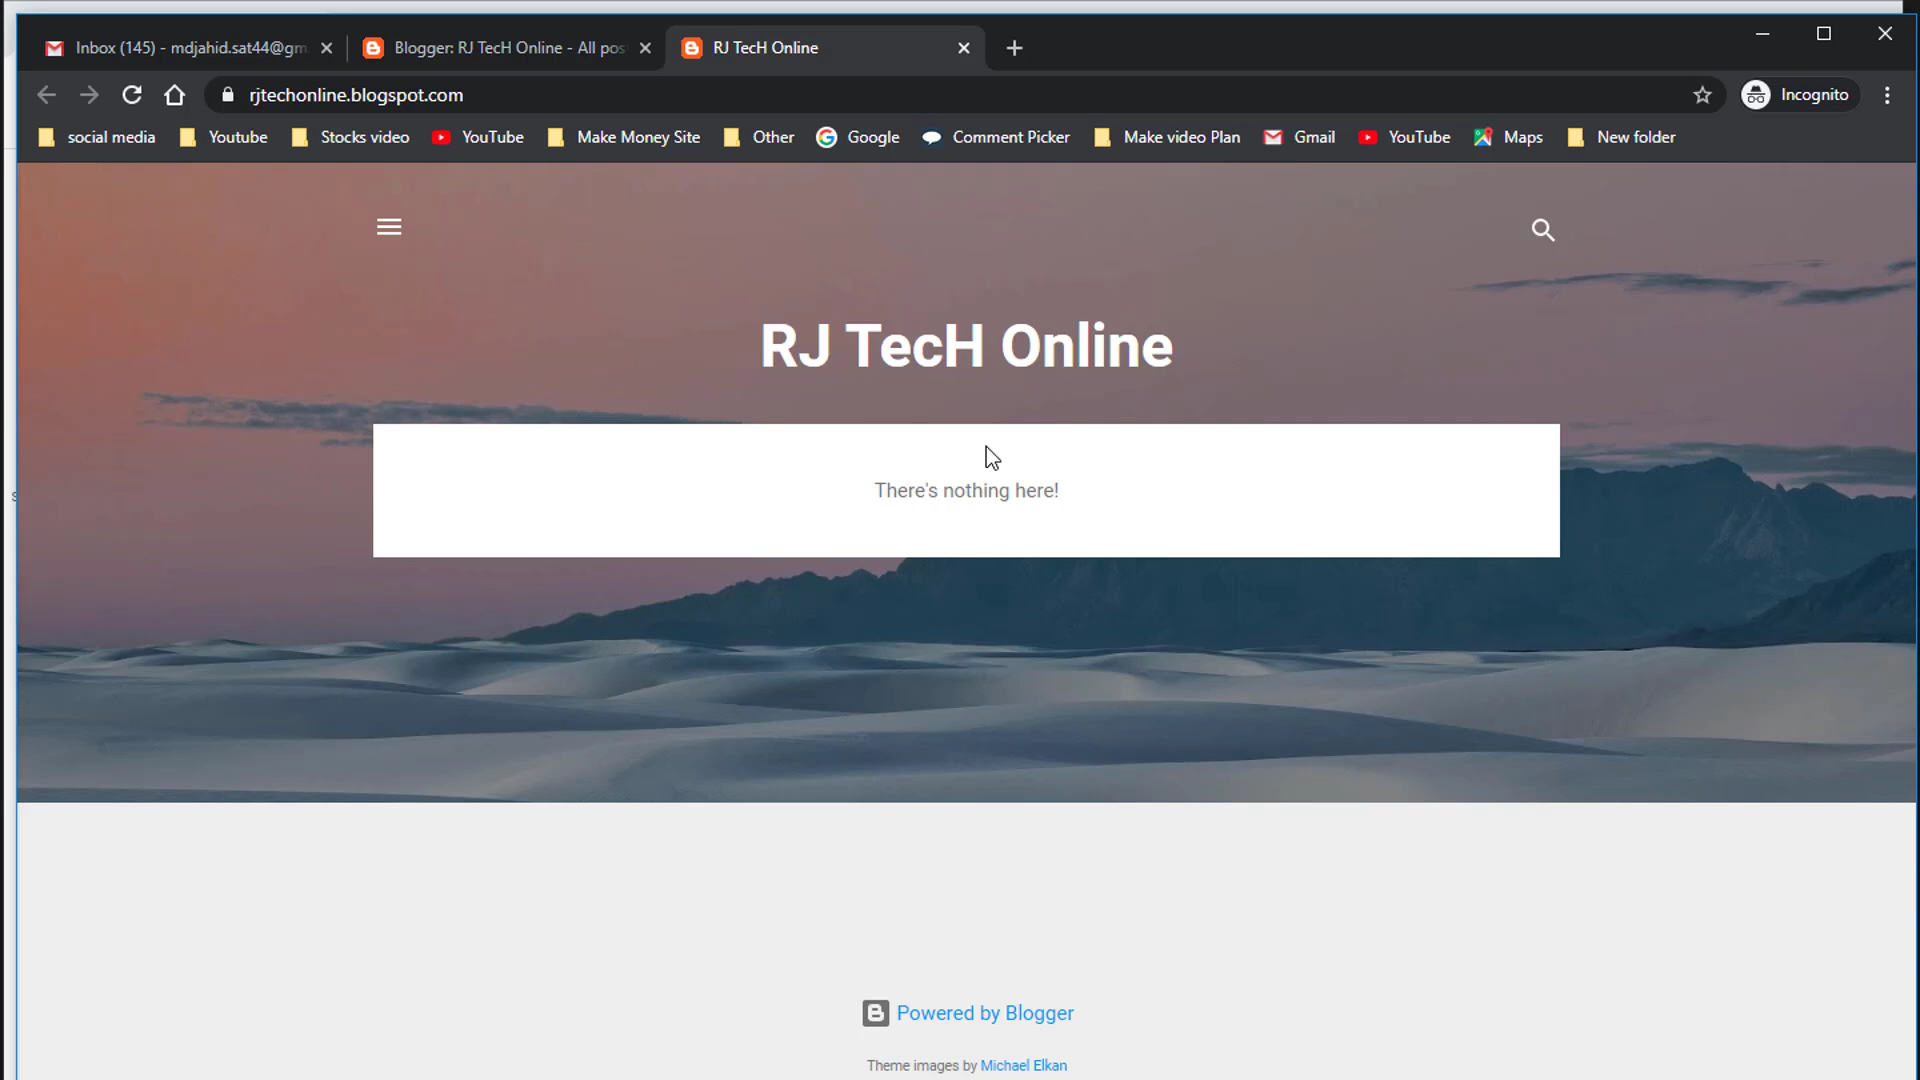 Inbox (145) - mdjahid.sat44@gm
Blogger: RJ TecH Online - All pos
RJ TecH Online
rjtechonline.blogspot.com
Incognito
social media
Youtube
Stocks video
YouTube
Make Money Site
Other
Google
Comment Picker
Make video Plan
Gmail
YouTube
Maps
New folder
RJ TecH Online
There's nothing here!
Powered by Blogger
Theme images by Michael Elkan